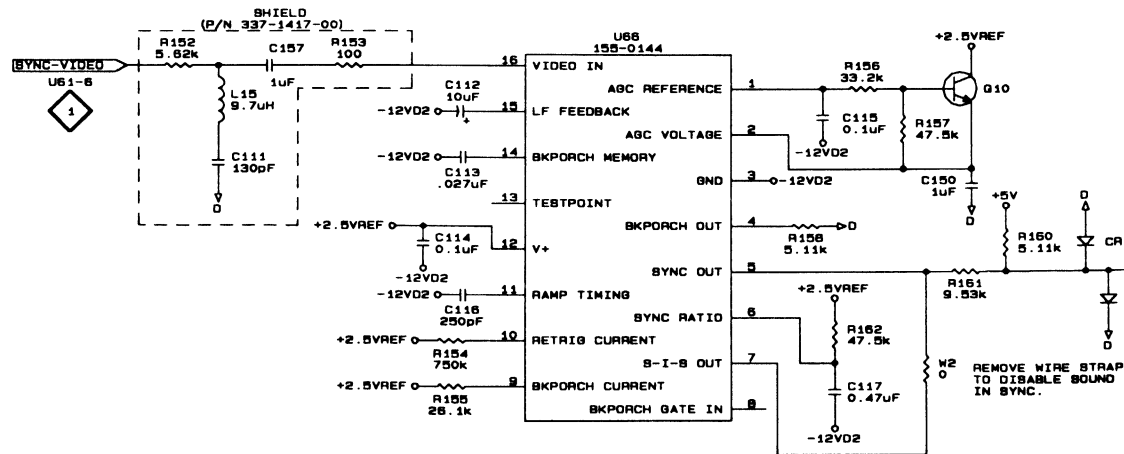 SHIELD
(P/N 337-1417-00)
SYNC-VIDEO
U61-6
1
R152
5.62k
C157
1uF
R153
100
L15
9.7uH
C111
130pF
D
U66
155-0144
16 VIDEO IN
-12VD2
C112
10uF
+
15 LF FEEDBACK
-12VD2
C113
.027uF
14 BKPORCH MEMORY
13 TESTPOINT
+2.5VREF
C114
0.1uF
-12VD2
12 V+
-12VD2
C116
250pF
11 RAMP TIMING
+2.5VREF
R154
750k
10 RETRIG CURRENT
+2.5VREF
R155
26.1k
9 BKPORCH CURRENT
AGC REFERENCE 1
AGC VOLTAGE 2
GND 3
-12VD2
BKPORCH OUT 4
R158
5.11k
D
SYNC OUT 5
SYNC RATIO 6
S-I-S OUT 7
BKPORCH GATE IN 8
R156
33.2k
C115
0.1uF
-12VD2
R157
47.5k
+2.5VREF
Q10
C150
1uF
D
+5V
R160
5.11k
R161
9.53k
D
CR
D
+2.5VREF
R162
47.5k
C117
0.47uF
-12VD2
W2
0
REMOVE WIRE STRAP
TO DISABLE SOUND
IN SYNC.